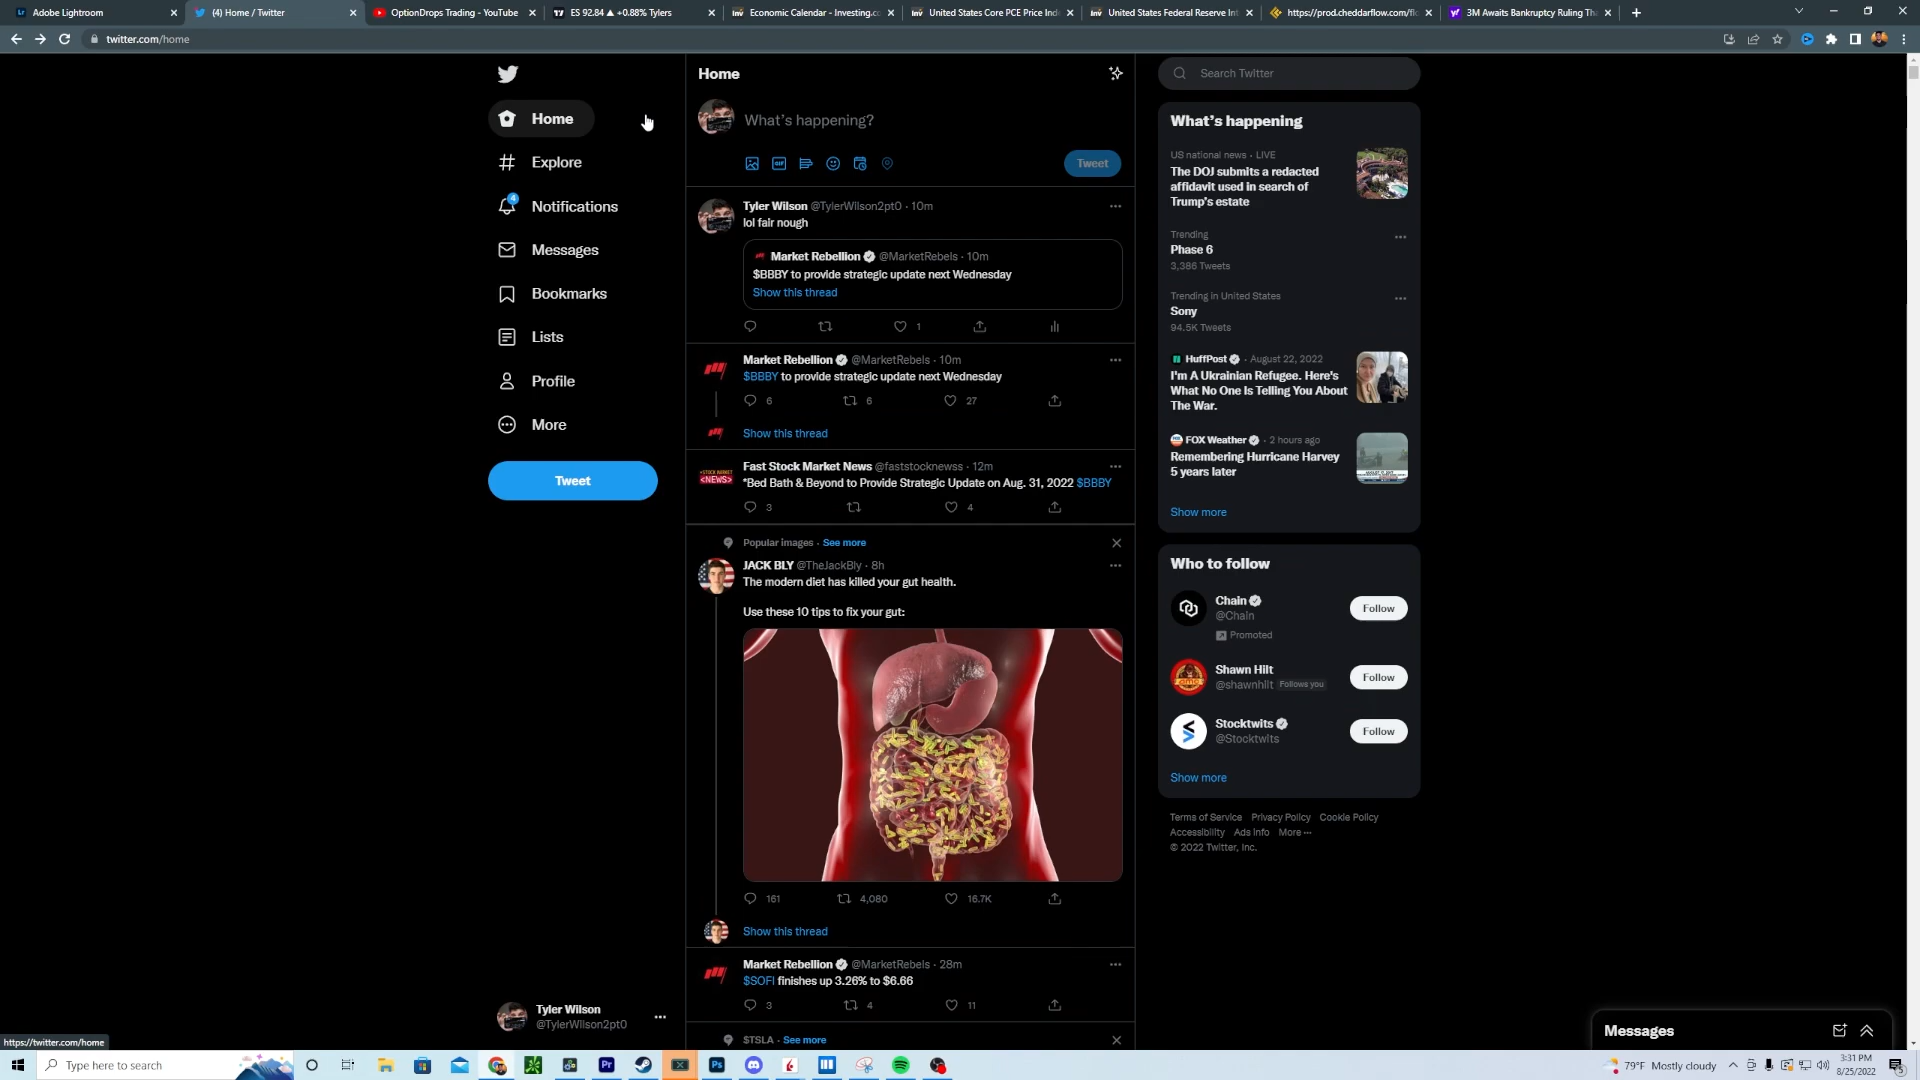 Adobe Lightroom
(4) Home / Twitter
OptionDrops Trading - YouTube
ES 92.84 ▲ +0.88% Tylers
Economic Calendar - Investing.co
United States Core PCE Price Ind
United States Federal Reserve Int
https://prod.cheddarflow.com/flo
3M Awaits Bankruptcy Ruling Tha
twitter.com/home
Home
Explore
4
Notifications
Messages
Bookmarks
Lists
Profile
More
Tweet
Tyler Wilson
@TylerWilson2pt0
Home
What's happening?
GIF
Tweet
Tyler Wilson @TylerWilson2pt0 · 10m
lol fair nough
Market Rebellion @MarketRebels · 10m
$BBBY to provide strategic update next Wednesday
Show this thread
1
Market Rebellion @MarketRebels · 10m
$BBBY to provide strategic update next Wednesday
6 6 27
Show this thread
STOCK MARKET
<NEWS>
Fast Stock Market News @faststocknewss · 12m
*Bed Bath & Beyond to Provide Strategic Update on Aug. 31, 2022 $BBBY
3 4
Popular images · See more
JACK BLY @TheJackBly · 8h
The modern diet has killed your gut health.
Use these 10 tips to fix your gut:
161 4,080 16.7K
Show this thread
Market Rebellion @MarketRebels · 28m
$SOFI finishes up 3.26% to $6.66
3 4 11
$TSLA · See more
Search Twitter
What's happening
US national news · LIVE
The DOJ submits a redacted
affidavit used in search of
Trump's estate
Trending
Phase 6
3,386 Tweets
Trending in United States
Sony
94.5K Tweets
HuffPost · August 22, 2022
I'm A Ukrainian Refugee. Here's
What No One Is Telling You About
The War.
FOX Weather · 2 hours ago
Remembering Hurricane Harvey
5 years later
Show more
Who to follow
Chain
@Chain
Promoted
Follow
Shawn Hilt
@shawnhilt Follows you
Follow
Stocktwits
@Stocktwits
Follow
Show more
Terms of Service Privacy Policy Cookie Policy
Accessibility Ads info More ···
© 2022 Twitter, Inc.
Messages
https://twitter.com/home
Type here to search
79°F Mostly cloudy
3:31 PM
8/25/2022